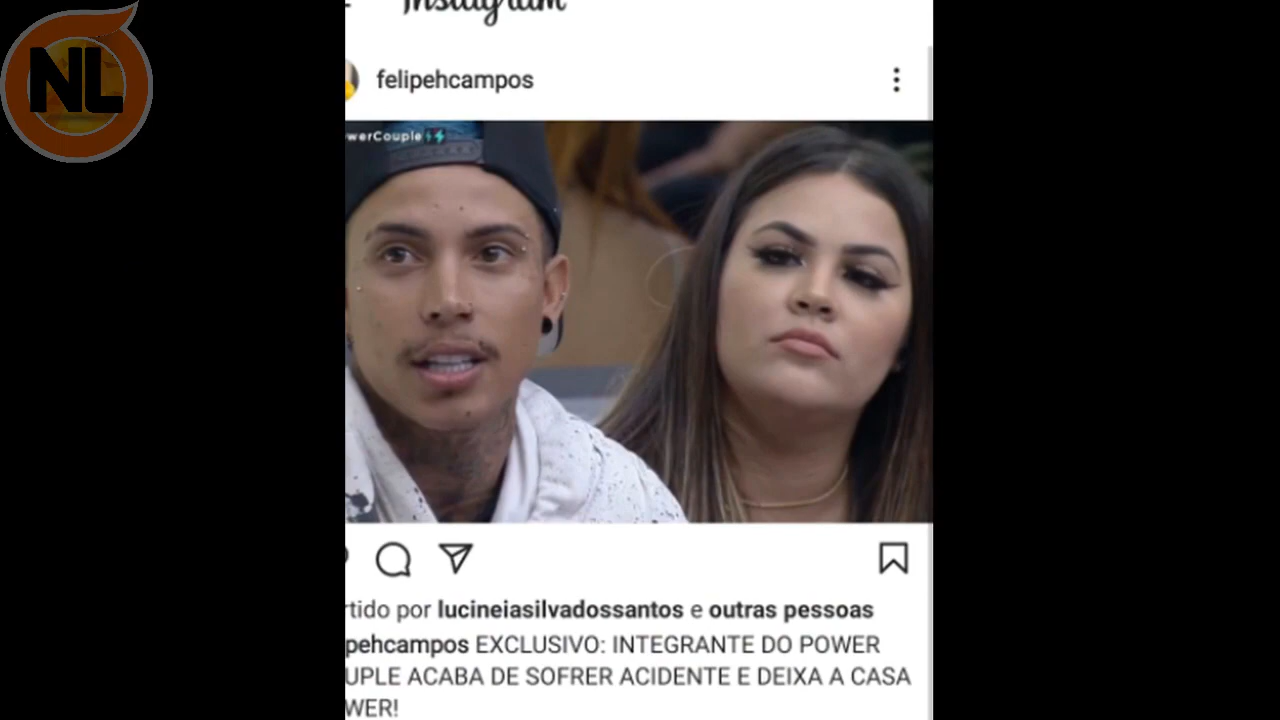 NL
Instagram
felipehcampos
werCouple
rtido por lucineiasilvadossantos e outras pessoas
pehcampos EXCLUSIVO: INTEGRANTE DO POWER
UPLE ACABA DE SOFRER ACIDENTE E DEIXA A CASA
WER!